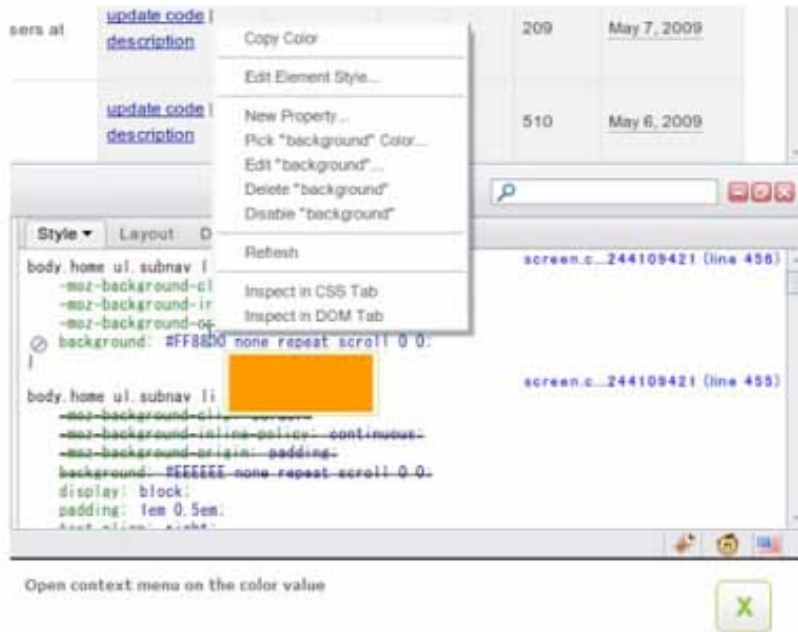 sers at
update code |
description
209
May 7, 2009
update code |
description
510
May 6, 2009
Copy Color
Edit Element Style...
New Property...
Pick "background" Color...
Edit "background"...
Delete "background"
Disable "background"
Refresh
Inspect in CSS Tab
Inspect in DOM Tab
Style
Layout
D
body.home ul.subnav l
screen.c...244109421 (line 456)
-moz-background-cl
-moz-background-in
-moz-background-or
background: #FF8800 none repeat scroll 0 0;
}
body.home ul.subnav li
screen.c...244109421 (line 455)
-moz-background-clip: border;
-moz-background-inline-policy: continuous;
-moz-background-origin: padding;
background: #EEEEEE none repeat scroll 0 0;
display: block;
padding: 1em 0.5em;
text-align: right;
Open context menu on the color value
X